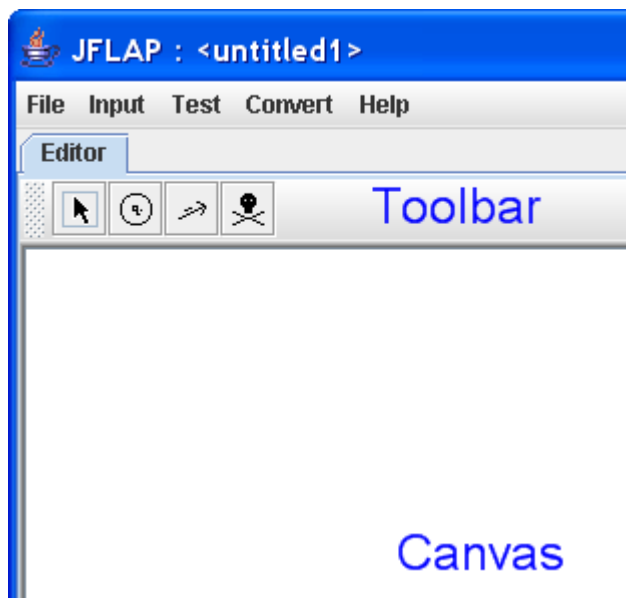 JFLAP : <untitled1>
File Input Test Convert Help
Editor
q Toolbar
Canvas